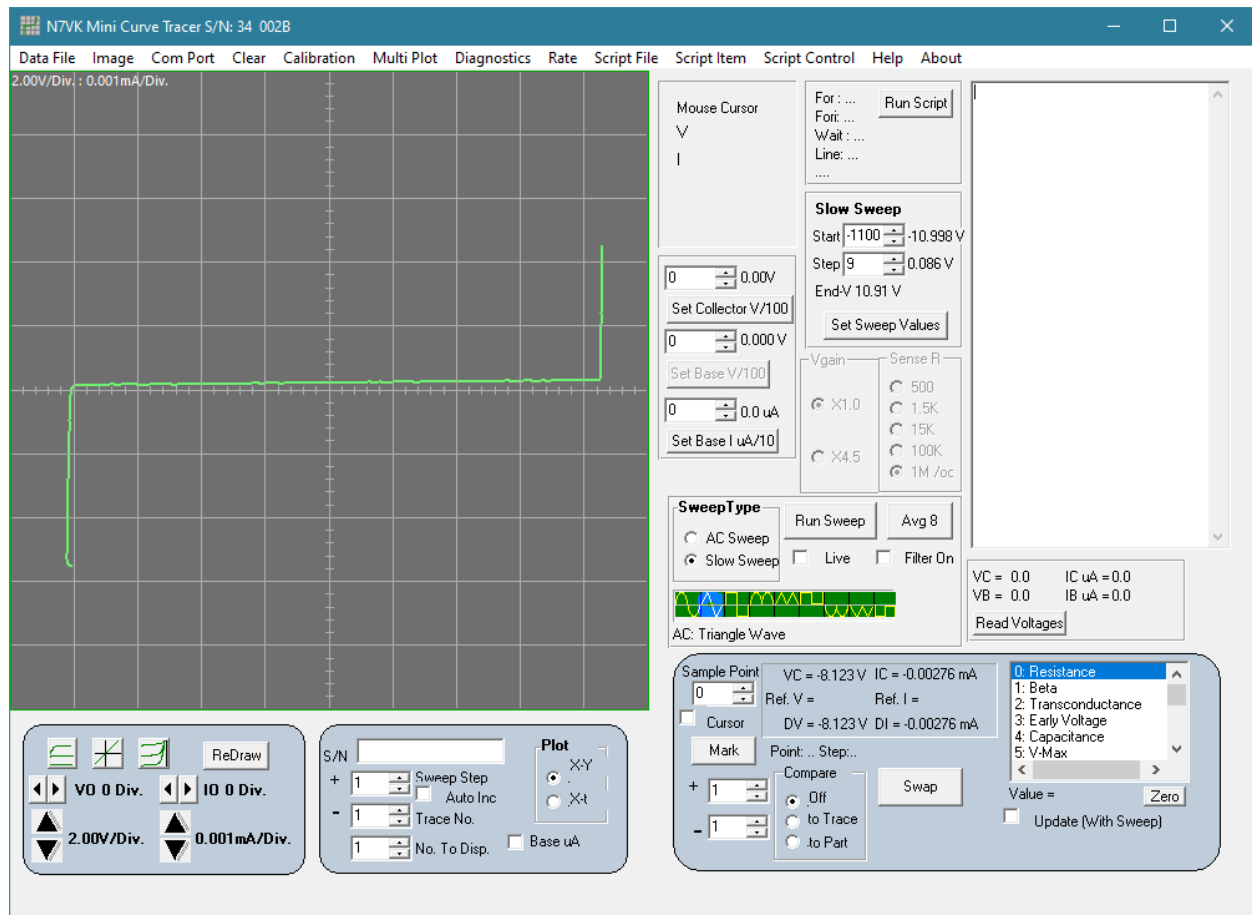 N7VK Mini Curve Tracer S/N: 34 002B
Data File Image Com Port Clear Calibration Multi Plot Diagnostics Rate Script File Script Item Script Control Help About
2.00V/Div. : 0.001mA/Div.
Mouse Cursor
V
I
For : ...
Fori: ...
Wait : ...
Line: ...
....
Run Script
Slow Sweep
Start -1100 -10.998 V
Step 9 0.086 V
End-V 10.91 V
Set Sweep Values
0 0.00V
Set Collector V/100
0 0.000 V
Set Base V/100
0 0.0 uA
Set Base I uA/10
Vgain
X1.0
X4.5
Sense R
500
1.5K
15K
100K
1M /oc
SweepType
AC Sweep
Slow Sweep
Run Sweep
Avg 8
Live
Filter On
AC: Triangle Wave
VC = 0.0 IC uA = 0.0
VB = 0.0 IB uA = 0.0
Read Voltages
ReDraw
VO 0 Div. IO 0 Div.
2.00V/Div. 0.001mA/Div.
S/N
+ 1 Sweep Step
Auto Inc
- 1 Trace No.
1 No. To Disp.
Plot
X-Y
.
X-t
Base uA
Sample Point
0
Cursor
Mark
VC = -8.123 V IC = -0.00276 mA
Ref. V = Ref. I =
DV = -8.123 V DI = -0.00276 mA
Point: .. Step:..
+ 1
- 1
Compare
.Off
to Trace
.to Part
Swap
0: Resistance
1: Beta
2: Transconductance
3: Early Voltage
4: Capacitance
5: V-Max
Value =
Zero
Update (With Sweep)